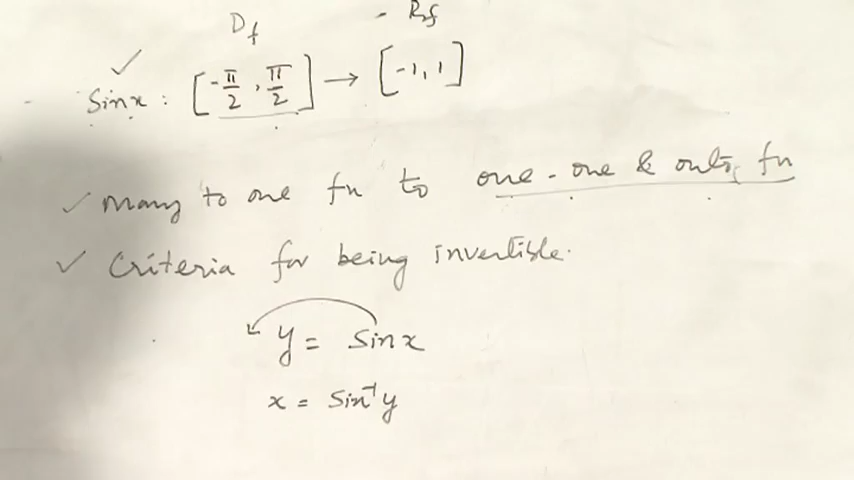 Df - Rf
✓ Sinx : [-π/2, π/2] → [-1, 1]
✓ Many to one fn to one-one & onto fn
✓ Criteria for being invertible.
y = sinx
x = sin⁻¹y